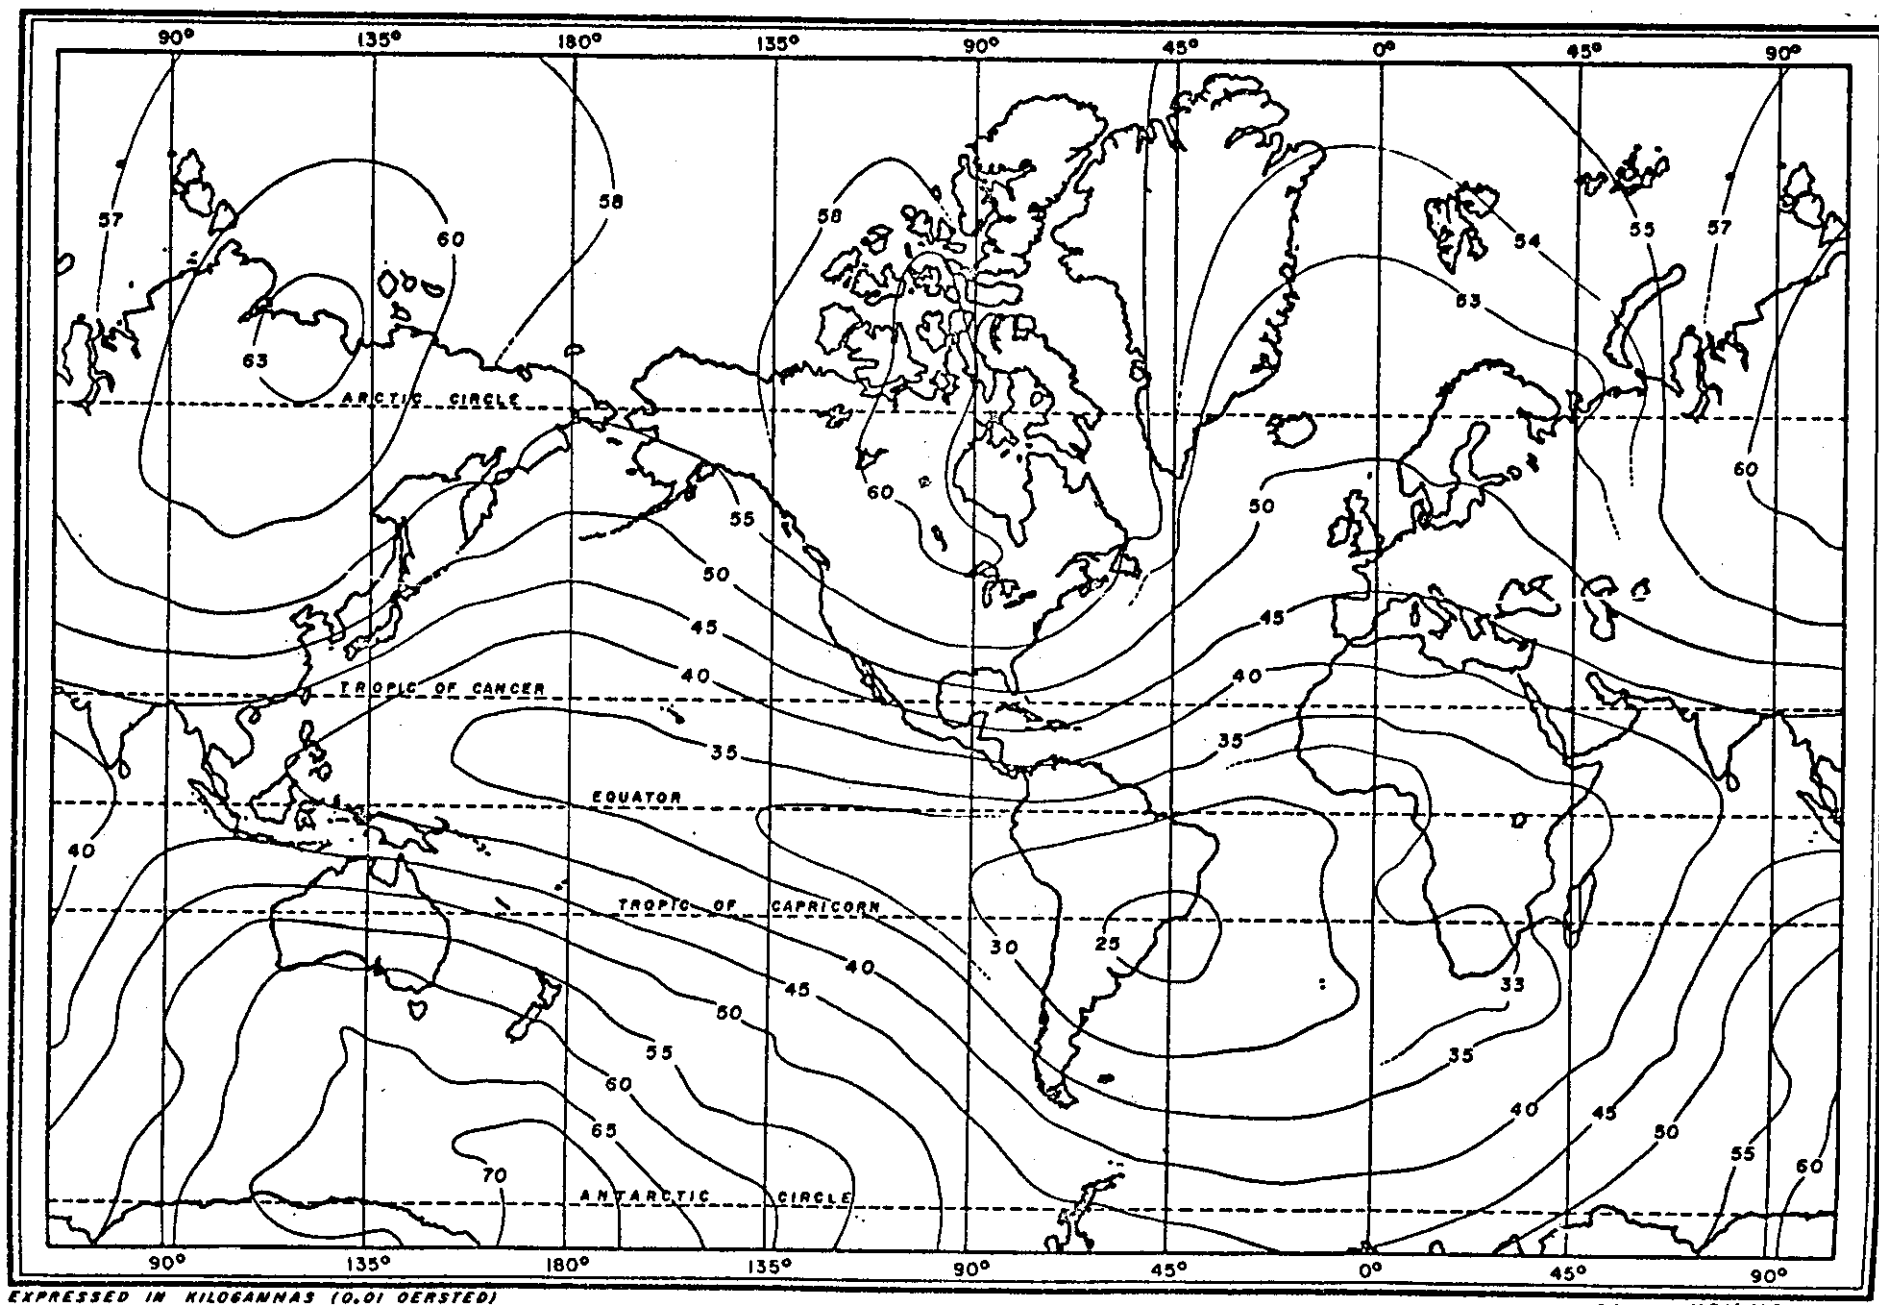 90° 135° 180° 135° 90° 45° 0° 45° 90°
57 60 58 58 54 55 57
63 63
ARCTIC CIRCLE
60 60
55 50
50
45 45
40 40
TROPIC OF CANCER
35 35
EQUATOR
40
TROPIC OF CAPRICORN
30 25
40
45 33
50
55 35
60
65 40 45 50
55 60
70
ANTARCTIC CIRCLE
90° 135° 180° 135° 90° 45° 0° 45° 90°
EXPRESSED IN KILOGAMMAS (0.01 OERSTED)